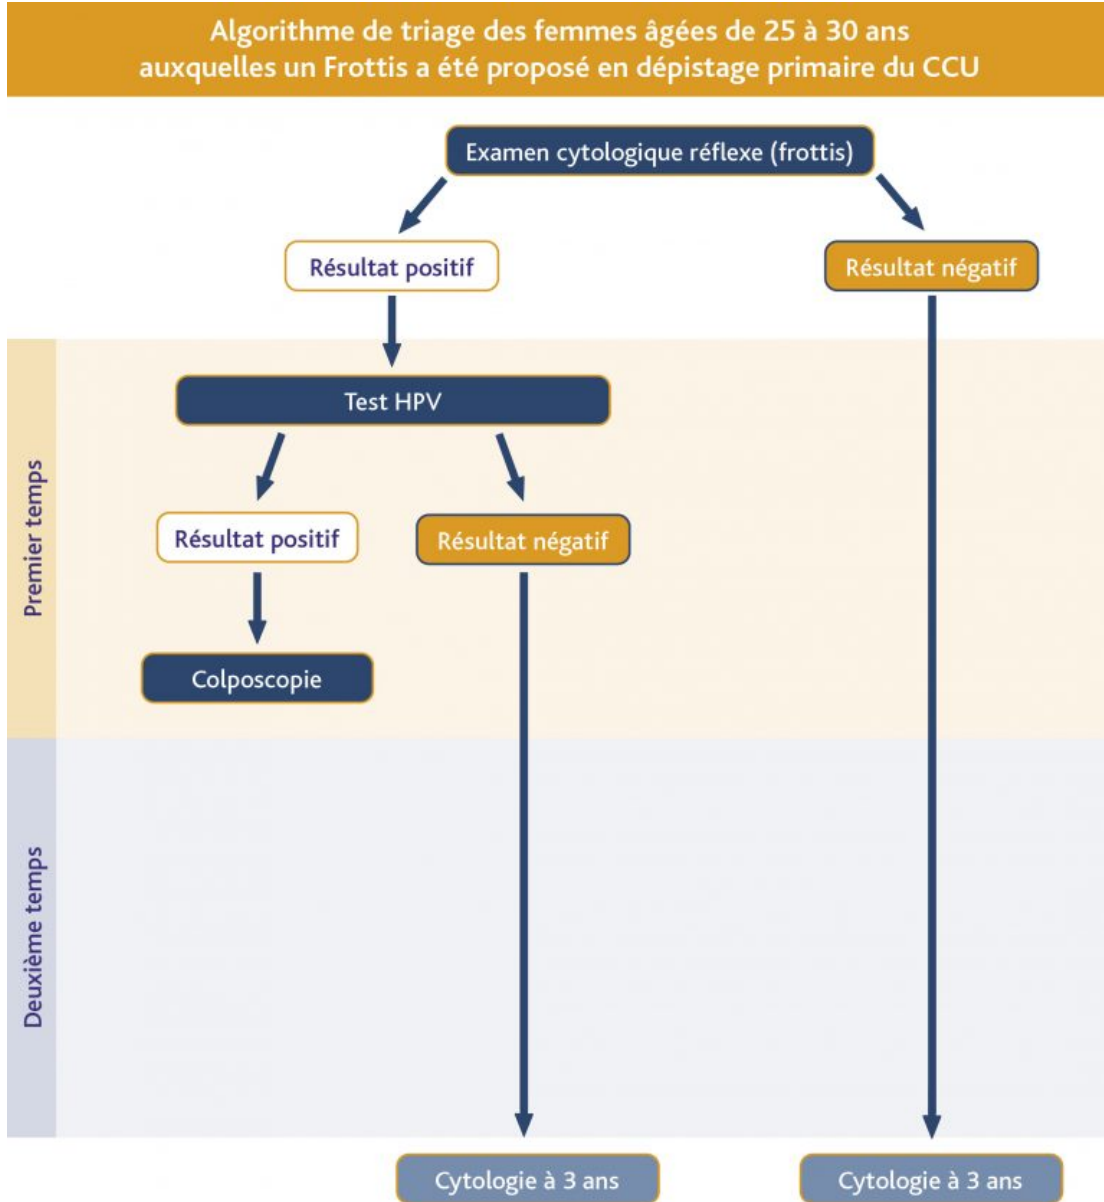 Algorithme de triage des femmes âgées de 25 à 30 ans
auxquelles un Frottis a été proposé en dépistage primaire du CCU
Examen cytologique réflexe (frottis)
Résultat positif
Résultat négatif
Premier temps
Test HPV
Résultat positif
Résultat négatif
Colposcopie
Deuxième temps
Cytologie à 3 ans
Cytologie à 3 ans